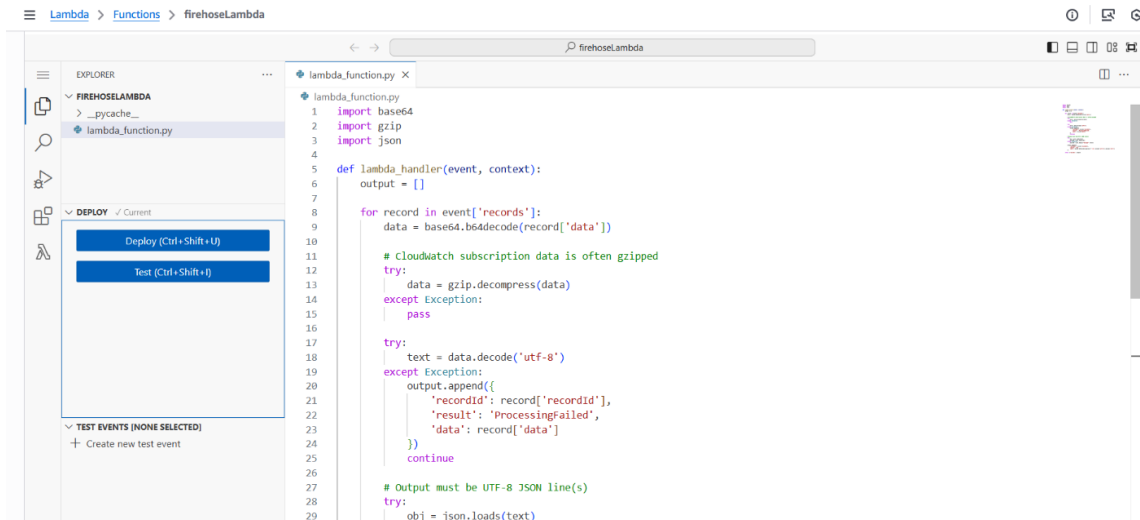 Lambda > Functions > firehoseLambda
firehoseLambda
EXPLORER
FIREHOSELAMBDA
__pycache__
lambda_function.py
DEPLOY ✓ Current
Deploy (Ctrl+Shift+U)
Test (Ctrl+Shift+I)
TEST EVENTS [NONE SELECTED]
+ Create new test event
lambda_function.py ×
lambda_function.py
1 import base64
2 import gzip
3 import json
4
5 def lambda_handler(event, context):
6     output = []
7
8     for record in event['records']:
9         data = base64.b64decode(record['data'])
10
11         # CloudWatch subscription data is often gzipped
12         try:
13             data = gzip.decompress(data)
14         except Exception:
15             pass
16
17         try:
18             text = data.decode('utf-8')
19         except Exception:
20             output.append({
21                 'recordId': record['recordId'],
22                 'result': 'ProcessingFailed',
23                 'data': record['data']
24             })
25             continue
26
27         # Output must be UTF-8 JSON line(s)
28         try:
29             obj = json.loads(text)